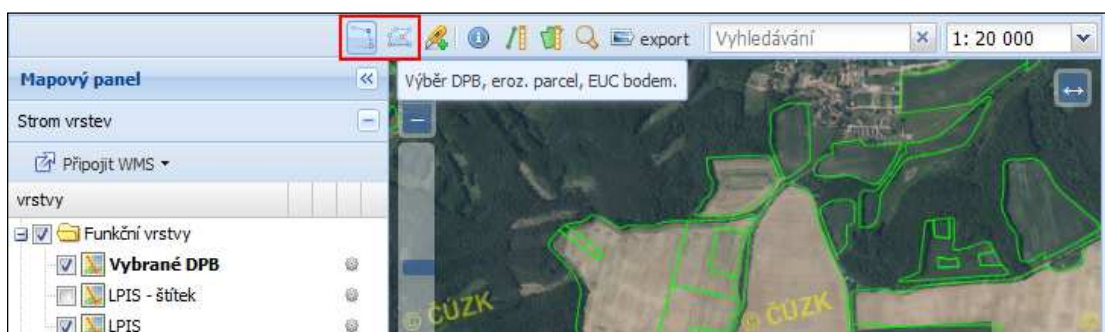 export
Vyhledávání
1: 20 000
Mapový panel
Výběr DPB, eroz. parcel, EUC bodem.
Strom vrstev
Připojit WMS
vrstvy
Funkční vrstvy
Vybrané DPB
LPIS - štítek
LPIS
© ČÚZK
© ČÚZK